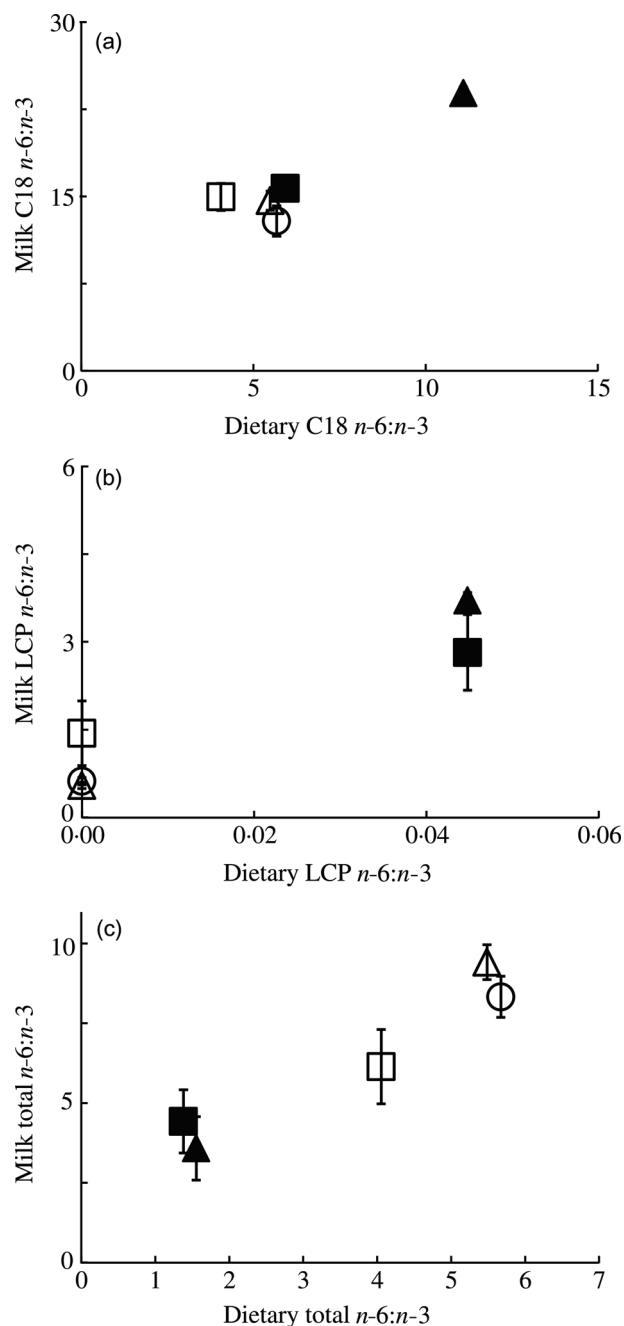 (a)
30
15
0
0
5
10
15
Milk C18 n-6:n-3
Dietary C18 n-6:n-3
(b)
6
3
0
0·00
0·02
0·04
0·06
Milk LCP n-6:n-3
Dietary LCP n-6:n-3
(c)
10
5
0
0
1
2
3
4
5
6
7
Milk total n-6:n-3
Dietary total n-6:n-3